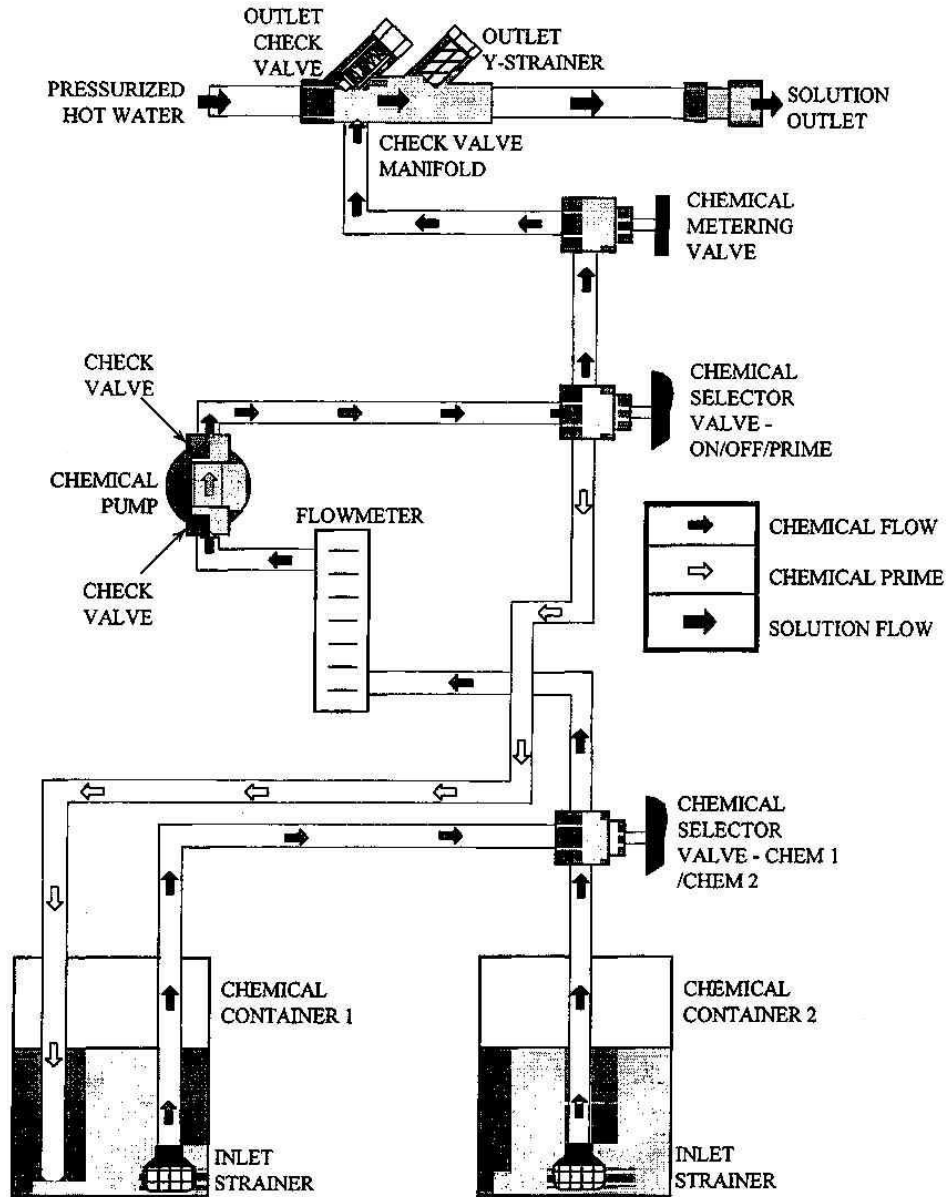 OUTLET
CHECK
VALVE
OUTLET
Y-STRAINER
PRESSURIZED
HOT WATER
SOLUTION
OUTLET
CHECK VALVE
MANIFOLD
CHEMICAL
METERING
VALVE
CHECK
VALVE
CHEMICAL
SELECTOR
VALVE -
ON/OFF/PRIME
CHEMICAL
PUMP
FLOWMETER
CHECK
VALVE
CHEMICAL FLOW
CHEMICAL PRIME
SOLUTION FLOW
CHEMICAL
SELECTOR
VALVE - CHEM 1
/CHEM 2
CHEMICAL
CONTAINER 1
CHEMICAL
CONTAINER 2
INLET
STRAINER
INLET
STRAINER